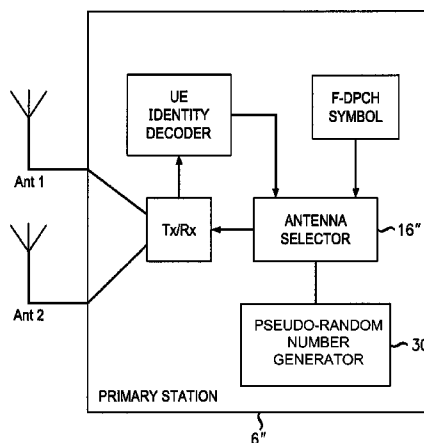 UE
IDENTITY
DECODER
F-DPCH
SYMBOL
Ant 1
Tx/Rx
ANTENNA
SELECTOR
16"
Ant 2
PSEUDO-RANDOM
NUMBER
GENERATOR
30
PRIMARY STATION
6"